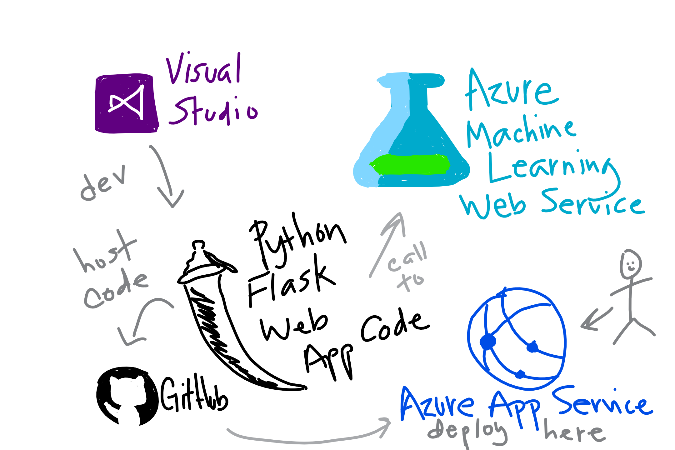 Visual
Studio
Azure
Machine
Learning
Web Service
dev
host
code
Python
Flask
Web
App Code
call
to
GitHub
Azure App Service
deploy here